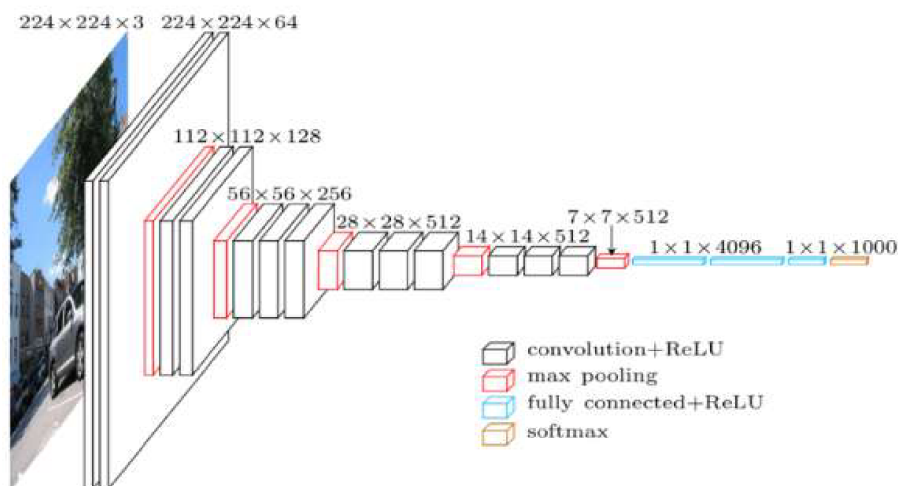 224×224×3
224×224×64
112×112×128
56×56×256
28×28×512
14×14×512
7×7×512
1×1×4096
1×1×1000
convolution+ReLU
max pooling
fully connected+ReLU
softmax